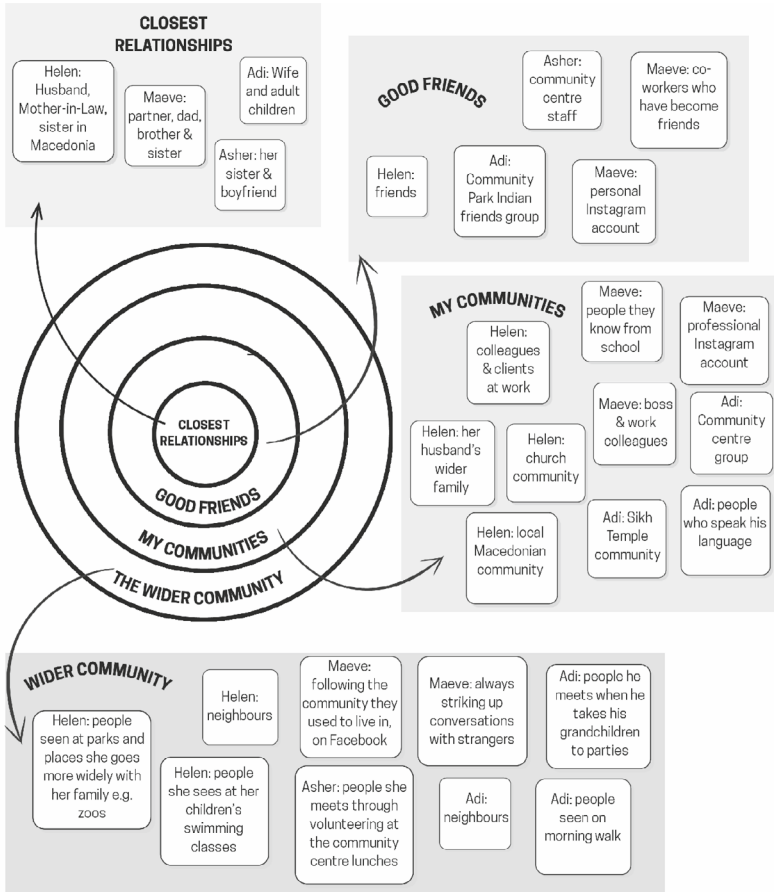 CLOSEST
RELATIONSHIPS
Helen:
Husband,
Mother-in-Law,
sister in
Macedonia
Maeve:
partner, dad,
brother &
sister
Adi: Wife
and adult
children
Asher: her
sister &
boyfriend
GOOD FRIENDS
Asher:
community
centre
staff
Maeve: co-
workers who
have become
friends
Helen:
friends
Adi:
Community
Park Indian
friends group
Maeve:
personal
Instagram
account
MY COMMUNITIES
Helen:
colleagues
& clients
at work
Maeve:
people they
know from
school
Maeve:
professional
Instagram
account
Helen: her
husband's
wider
family
Helen:
church
community
Maeve: boss
& work
colleagues
Adi:
Community
centre
group
Helen: local
Macedonian
community
Adi: Sikh
Temple
community
Adi: people
who speak his
language
CLOSEST
RELATIONSHIPS
GOOD FRIENDS
MY COMMUNITIES
THE WIDER COMMUNITY
WIDER COMMUNITY
Helen: people
seen at parks and
places she goes
more widely with
her family e.g.
zoos
Helen:
neighbours
Helen: people
she sees at her
children's
swimming
classes
Maeve:
following the
community they
used to live in,
on Facebook
Asher: people she
meets through
volunteering at
the community
centre lunches
Maeve: always
striking up
conversations
with strangers
Adi:
neighbours
Adi: people he
meets when he
takes his
grandchildren
to parties
Adi: people
seen on
morning walk